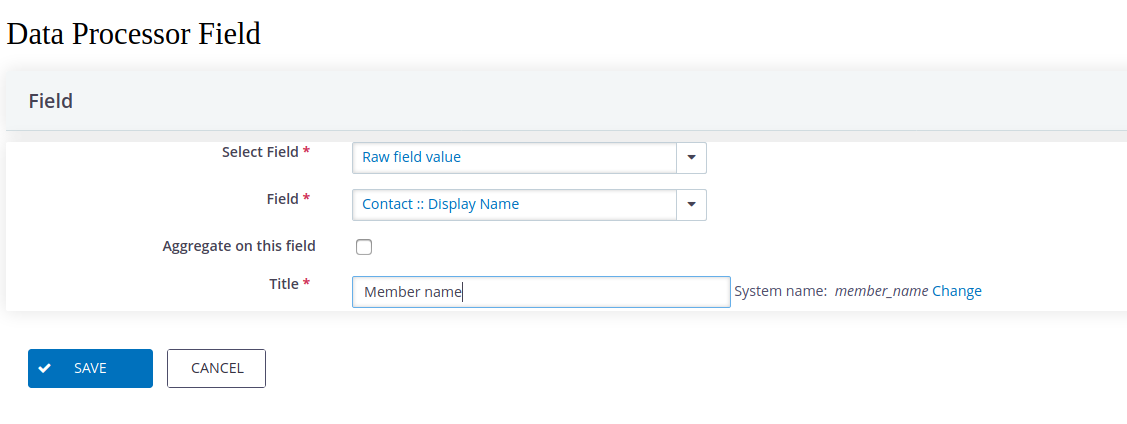 Data Processor Field
Field
Select Field * Raw field value
Field * Contact :: Display Name
Aggregate on this field
Title * Member name System name: member_name Change
SAVE CANCEL